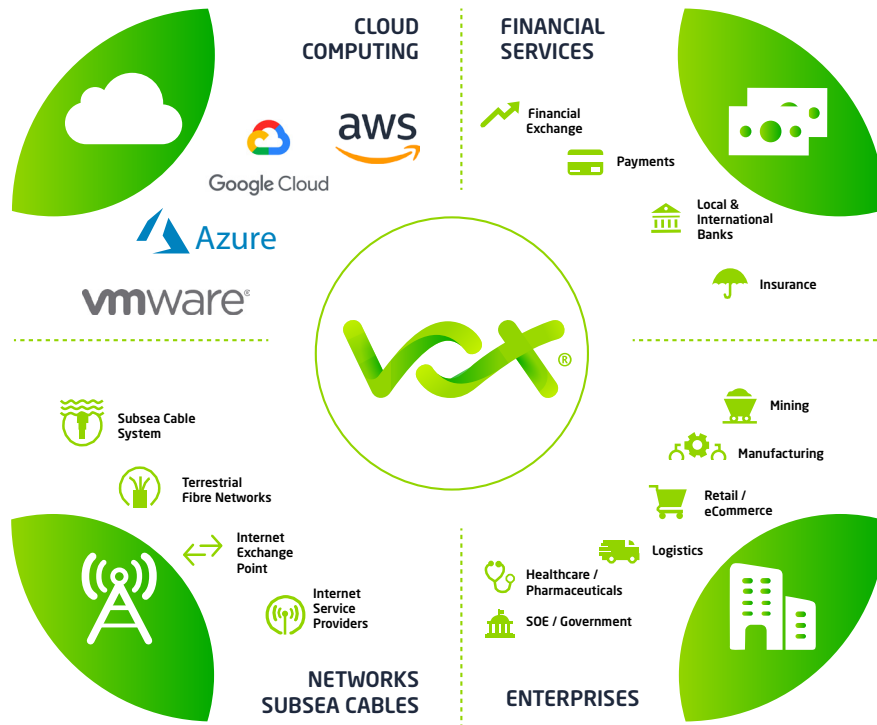 CLOUD
COMPUTING
aws
Google Cloud
Azure
vmware®
FINANCIAL
SERVICES
Financial
Exchange
Payments
Local &
International
Banks
Insurance
vox®
Subsea Cable
System
Terrestrial
Fibre Networks
Internet
Exchange
Point
Internet
Service
Providers
NETWORKS
SUBSEA CABLES
Mining
Manufacturing
Retail /
eCommerce
Logistics
Healthcare /
Pharmaceuticals
SOE / Government
ENTERPRISES